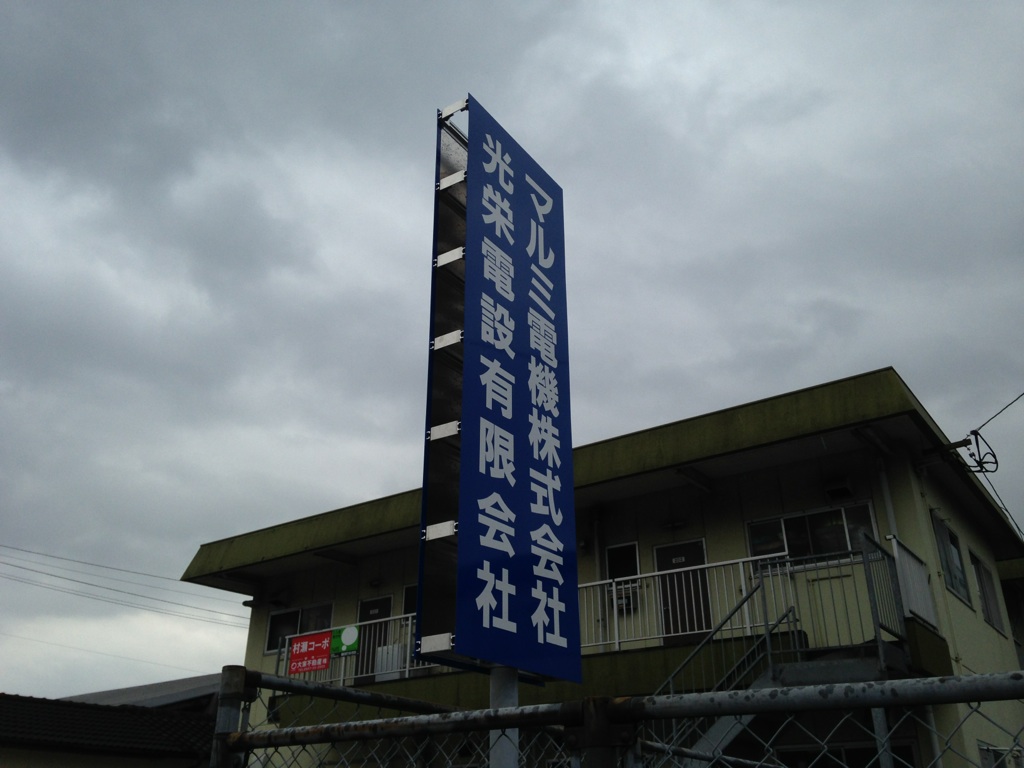 マルミ電機株式会社
光栄電設有限会社
村瀬コーポ